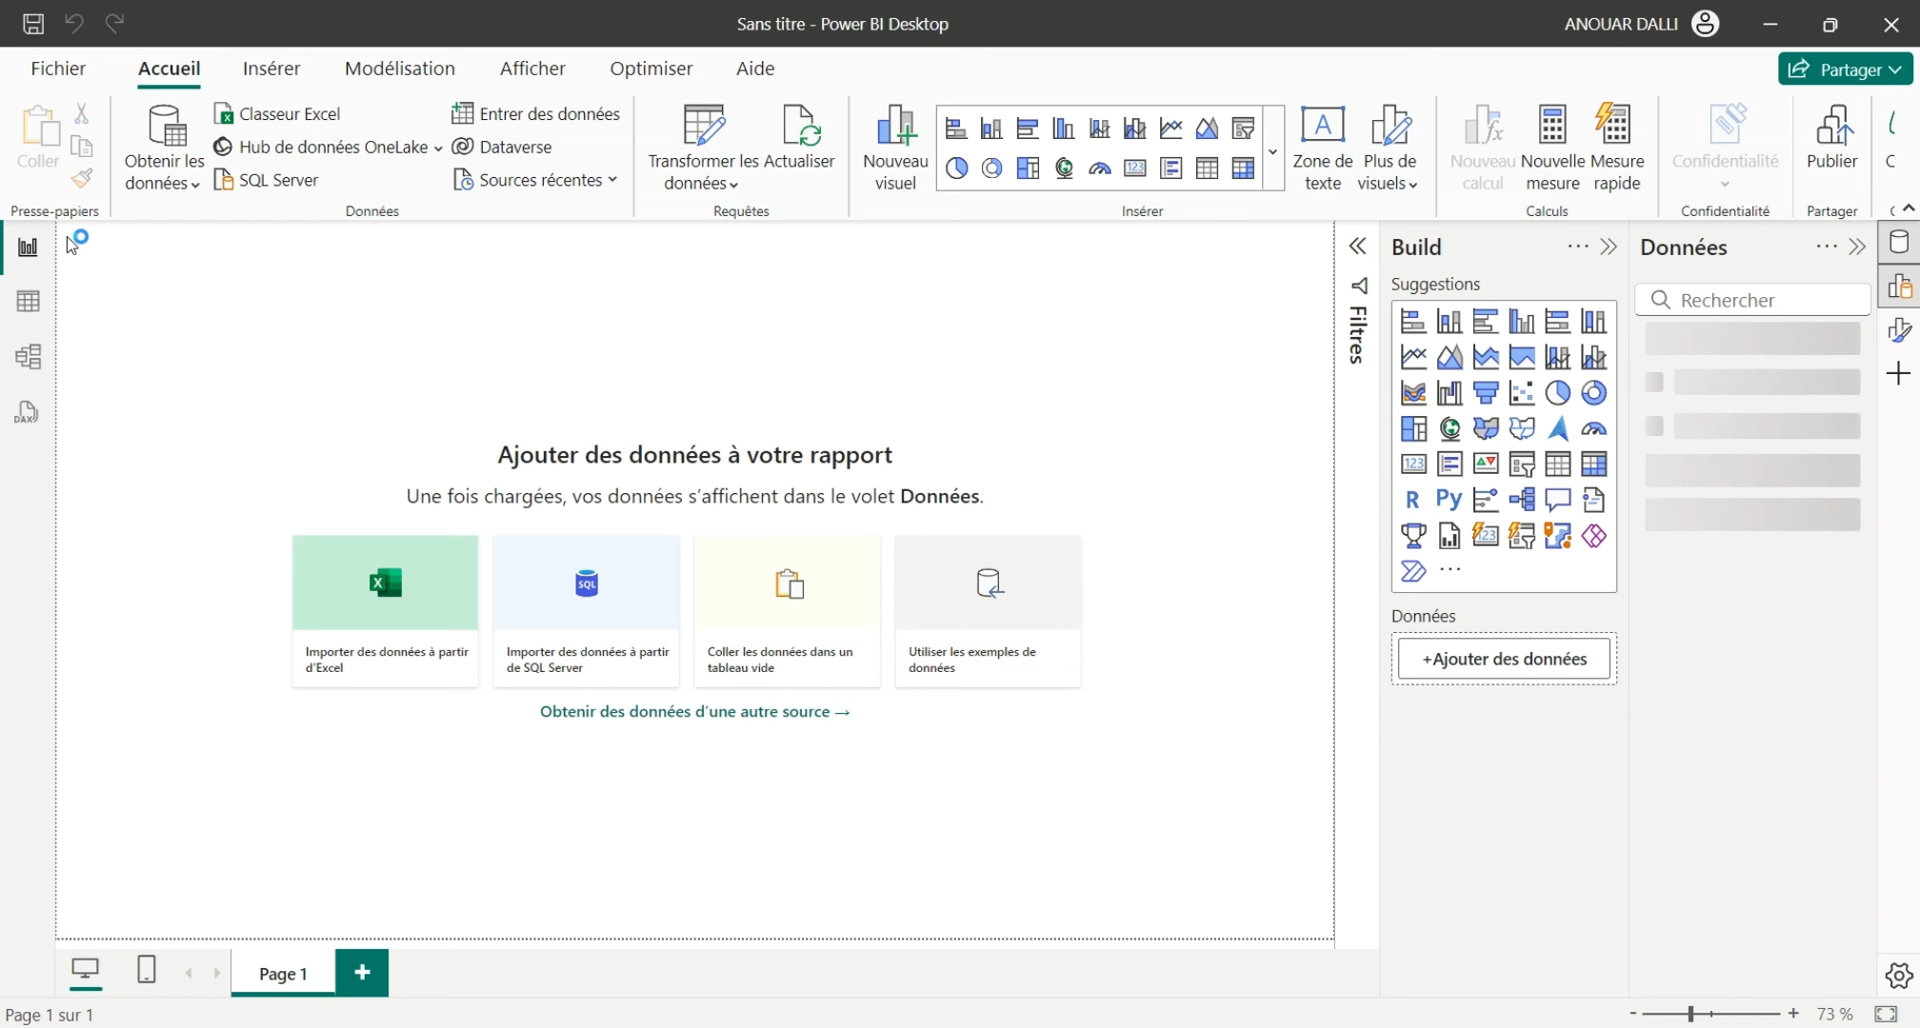 Sans titre - Power BI Desktop
ANOUAR DALLI
Fichier
Accueil
Insérer
Modélisation
Afficher
Optimiser
Aide
Partager
Coller
Presse-papiers
Obtenir les
données
Classeur Excel
Hub de données OneLake
SQL Server
Entrer des données
Dataverse
Sources récentes
Données
Transformer les
données
Actualiser
Requêtes
Nouveau
visuel
Zone de
texte
Plus de
visuels
Insérer
Nouveau
calcul
Nouvelle
mesure
Mesure
rapide
Calculs
Confidentialité
Confidentialité
Publier
Partager
DAX
Ajouter des données à votre rapport
Une fois chargées, vos données s'affichent dans le volet Données.
Importer des données à partir
d'Excel
SQL
Importer des données à partir
de SQL Server
Coller les données dans un
tableau vide
Utiliser les exemples de
données
Obtenir des données d'une autre source →
Filtres
Build
Suggestions
123
R
Py
123
Données
+Ajouter des données
Données
Rechercher
Page 1
Page 1 sur 1
- + 73 %